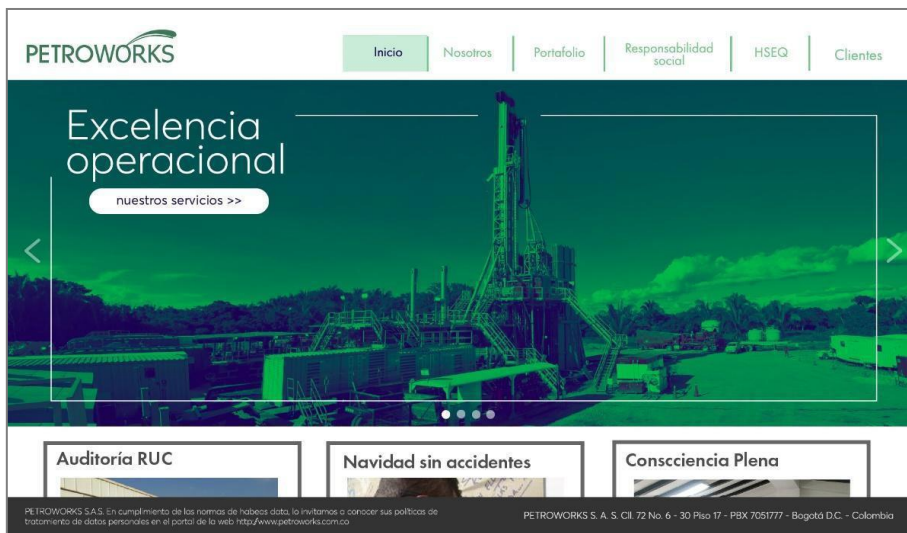 PETROWORKS
Inicio
Nosotros
Portafolio
Responsabilidad
social
HSEQ
Clientes
Excelencia
operacional
nuestros servicios >>
Auditoría RUC
Navidad sin accidentes
Conscciencia Plena
PETROWORKS S.A.S. En cumplimiento de las normas de habeas data, lo invitamos a conocer sus políticas de
tratamiento de datos personales en el portal de la web http://www.petroworks.com.co
PETROWORKS S. A. S. Cll. 72 No. 6 - 30 Piso 17 - PBX 7051777 - Bogotá D.C. - Colombia